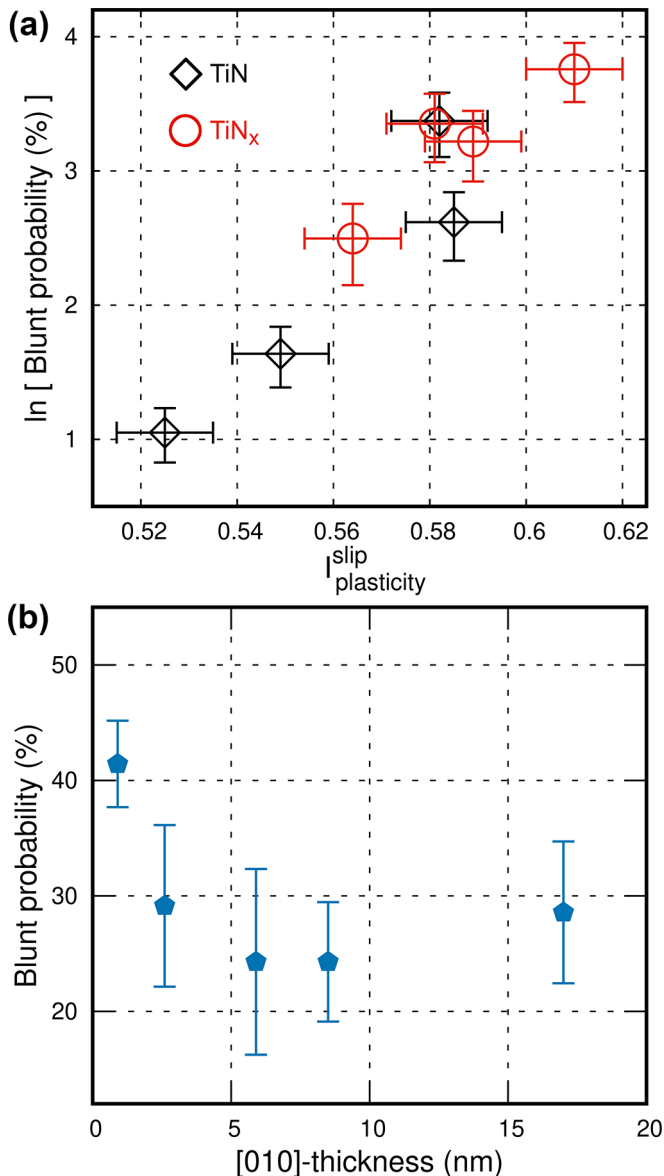 (a)
4
3
2
1
ln [ Blunt probability (%) ]
TiN
TiNx
0.52 0.54 0.56 0.58 0.6 0.62
I slip plasticity
(b)
50
40
30
20
Blunt probability (%)
0 5 10 15 20
[010]-thickness (nm)